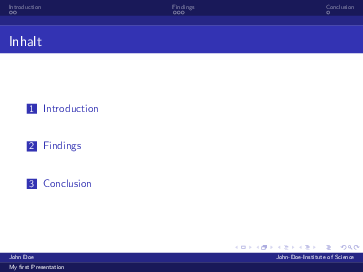 Introduction Findings Conclusion
Inhalt
1 Introduction
2 Findings
3 Conclusion
John Doe John-Doe-Institute of Science
My first Presentation